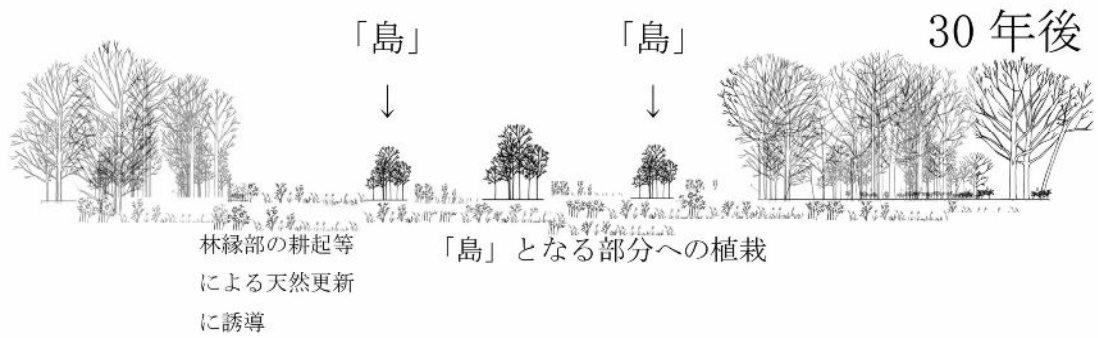 30 年後
「島」
「島」
↓
↓
林縁部の耕起等
による天然更新
に誘導
「島」となる部分への植栽